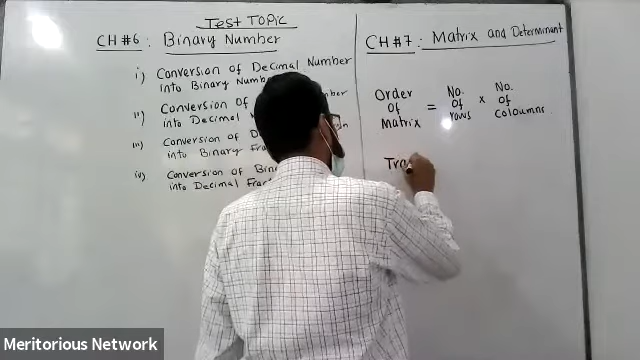 Test Topic
CH#6: Binary Number
i) Conversion of Decimal Number
into Binary Number
ii) Conversion of
into Decimal
iii) Conversion of
into Binary
iv) Conversion of
into Decimal
CH#7: Matrix and Determinant
Order of Matrix = No. of rows x No. of coloumns
Tra
Meritorious Network